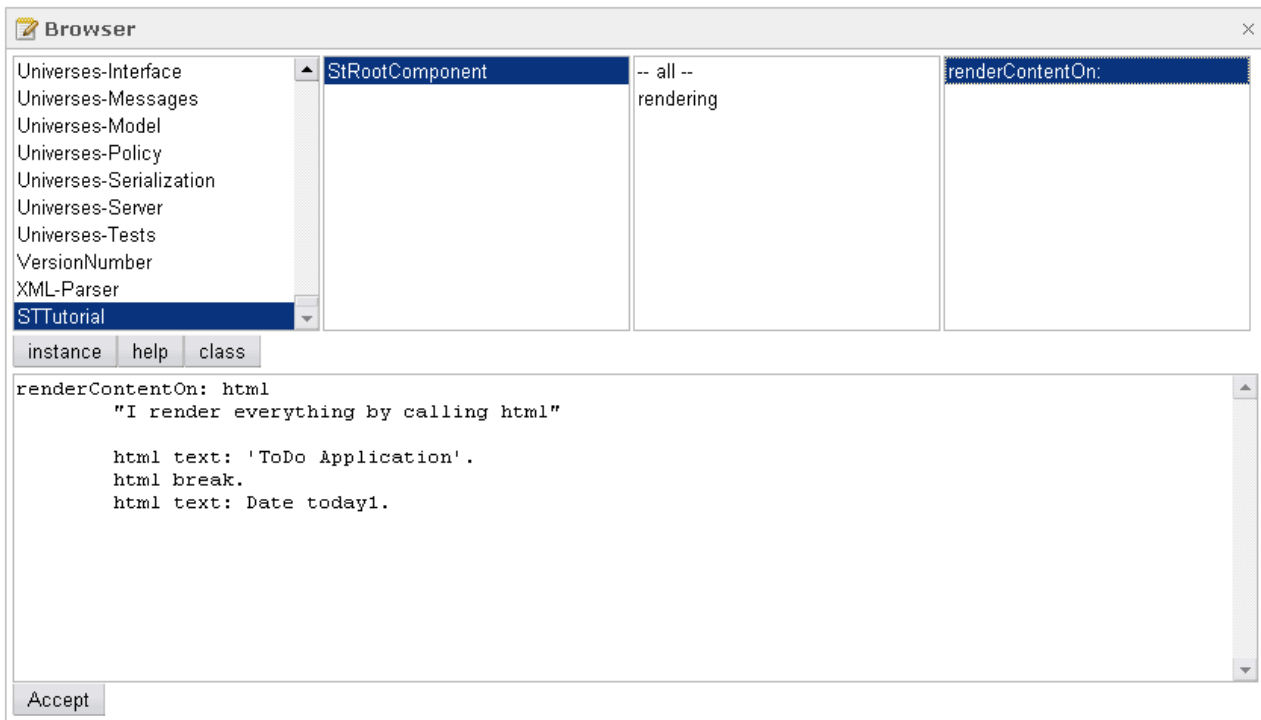 Browser
Universes-Interface
Universes-Messages
Universes-Model
Universes-Policy
Universes-Serialization
Universes-Server
Universes-Tests
VersionNumber
XML-Parser
STTutorial
StRootComponent
-- all --
rendering
renderContentOn:
instance help class
renderContentOn: html
"I render everything by calling html"
html text: 'ToDo Application'.
html break.
html text: Date today1.
Accept